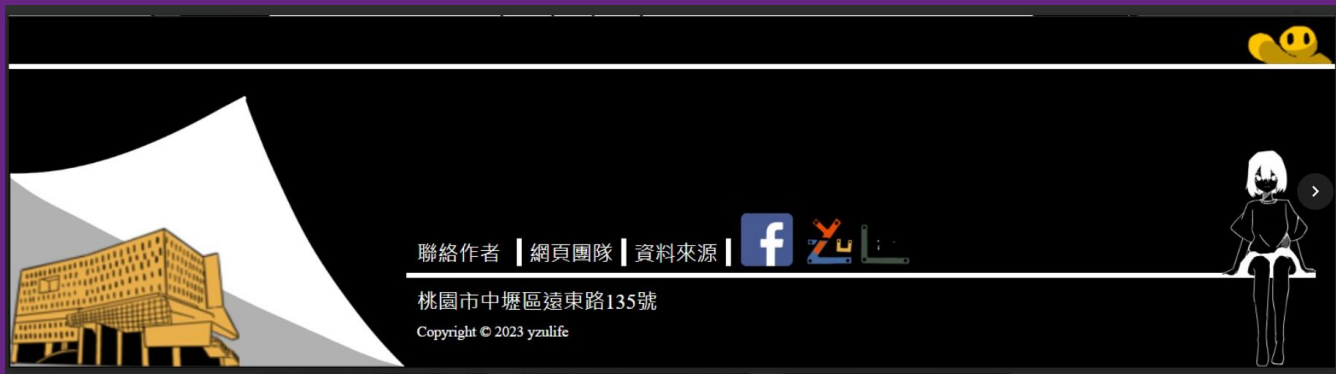 聯絡作者 網頁團隊 資料來源 f YZU L
桃園市中壢區遠東路135號
Copyright © 2023 yzulife